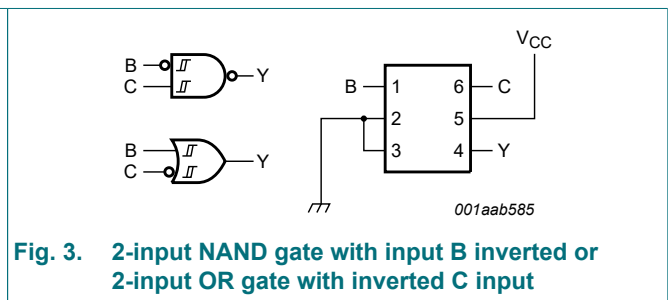 B
C
Y
B
C
Y
V_CC
B 1 6 C
2 5
3 4 Y
001aab585
Fig. 3. 2-input NAND gate with input B inverted or
2-input OR gate with inverted C input